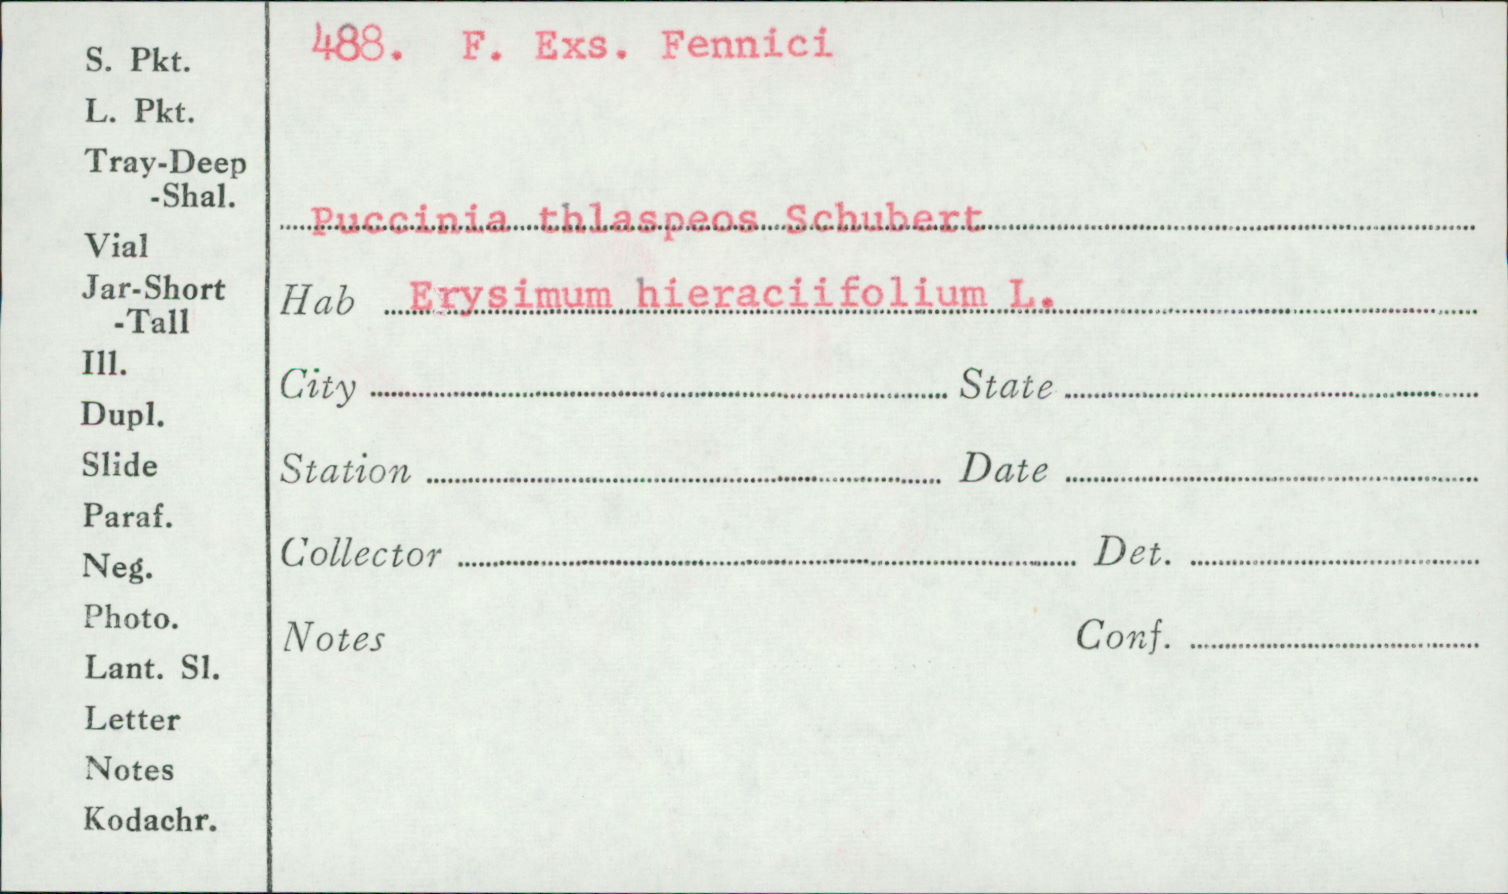 488. F. Exs. Fennici
Puccinia thlaspeos Schubert
Hab Erysimum hieraciifolium L.
City State
Station Date
Collector Det.
Notes Conf.
S. Pkt.
L. Pkt.
Tray-Deep
-Shal.
Vial
Jar-Short
-Tall
Ill.
Dupl.
Slide
Paraf.
Neg.
Photo.
Lant. Sl.
Letter
Notes
Kodachr.